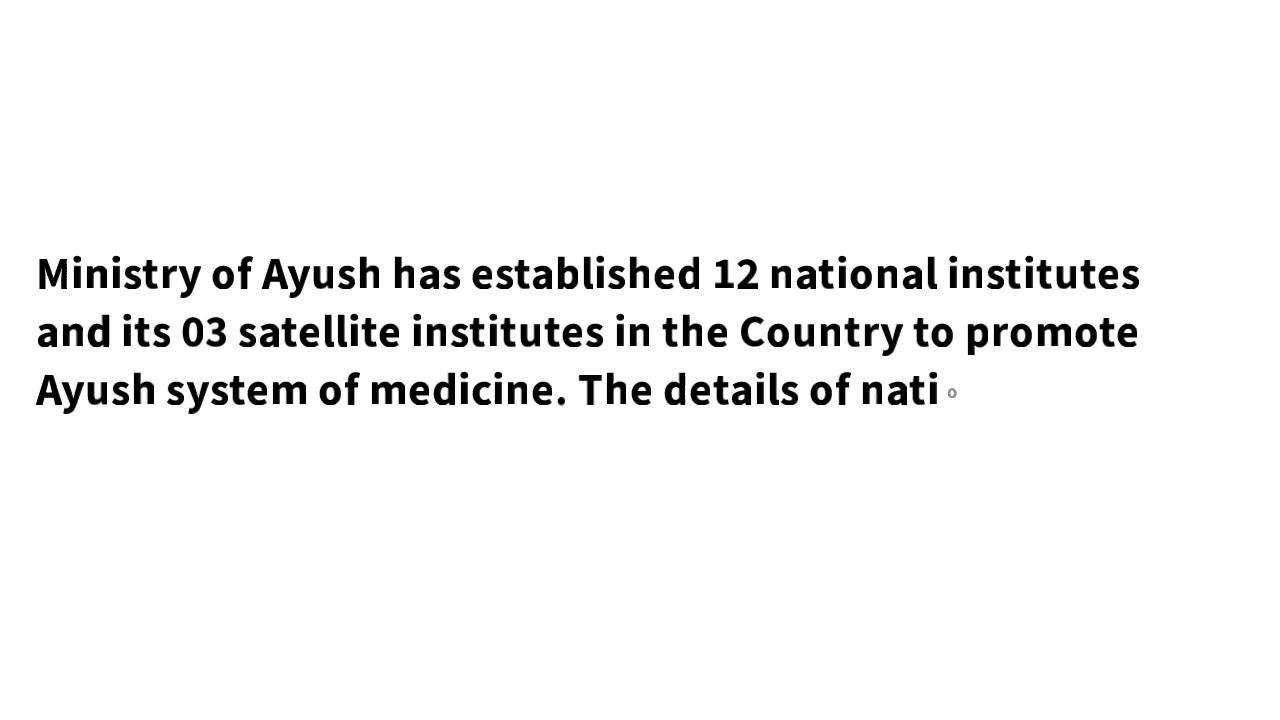 Ministry of Ayush has established 12 national institutes
and its 03 satellite institutes in the Country to promote
Ayush system of medicine. The details of natio